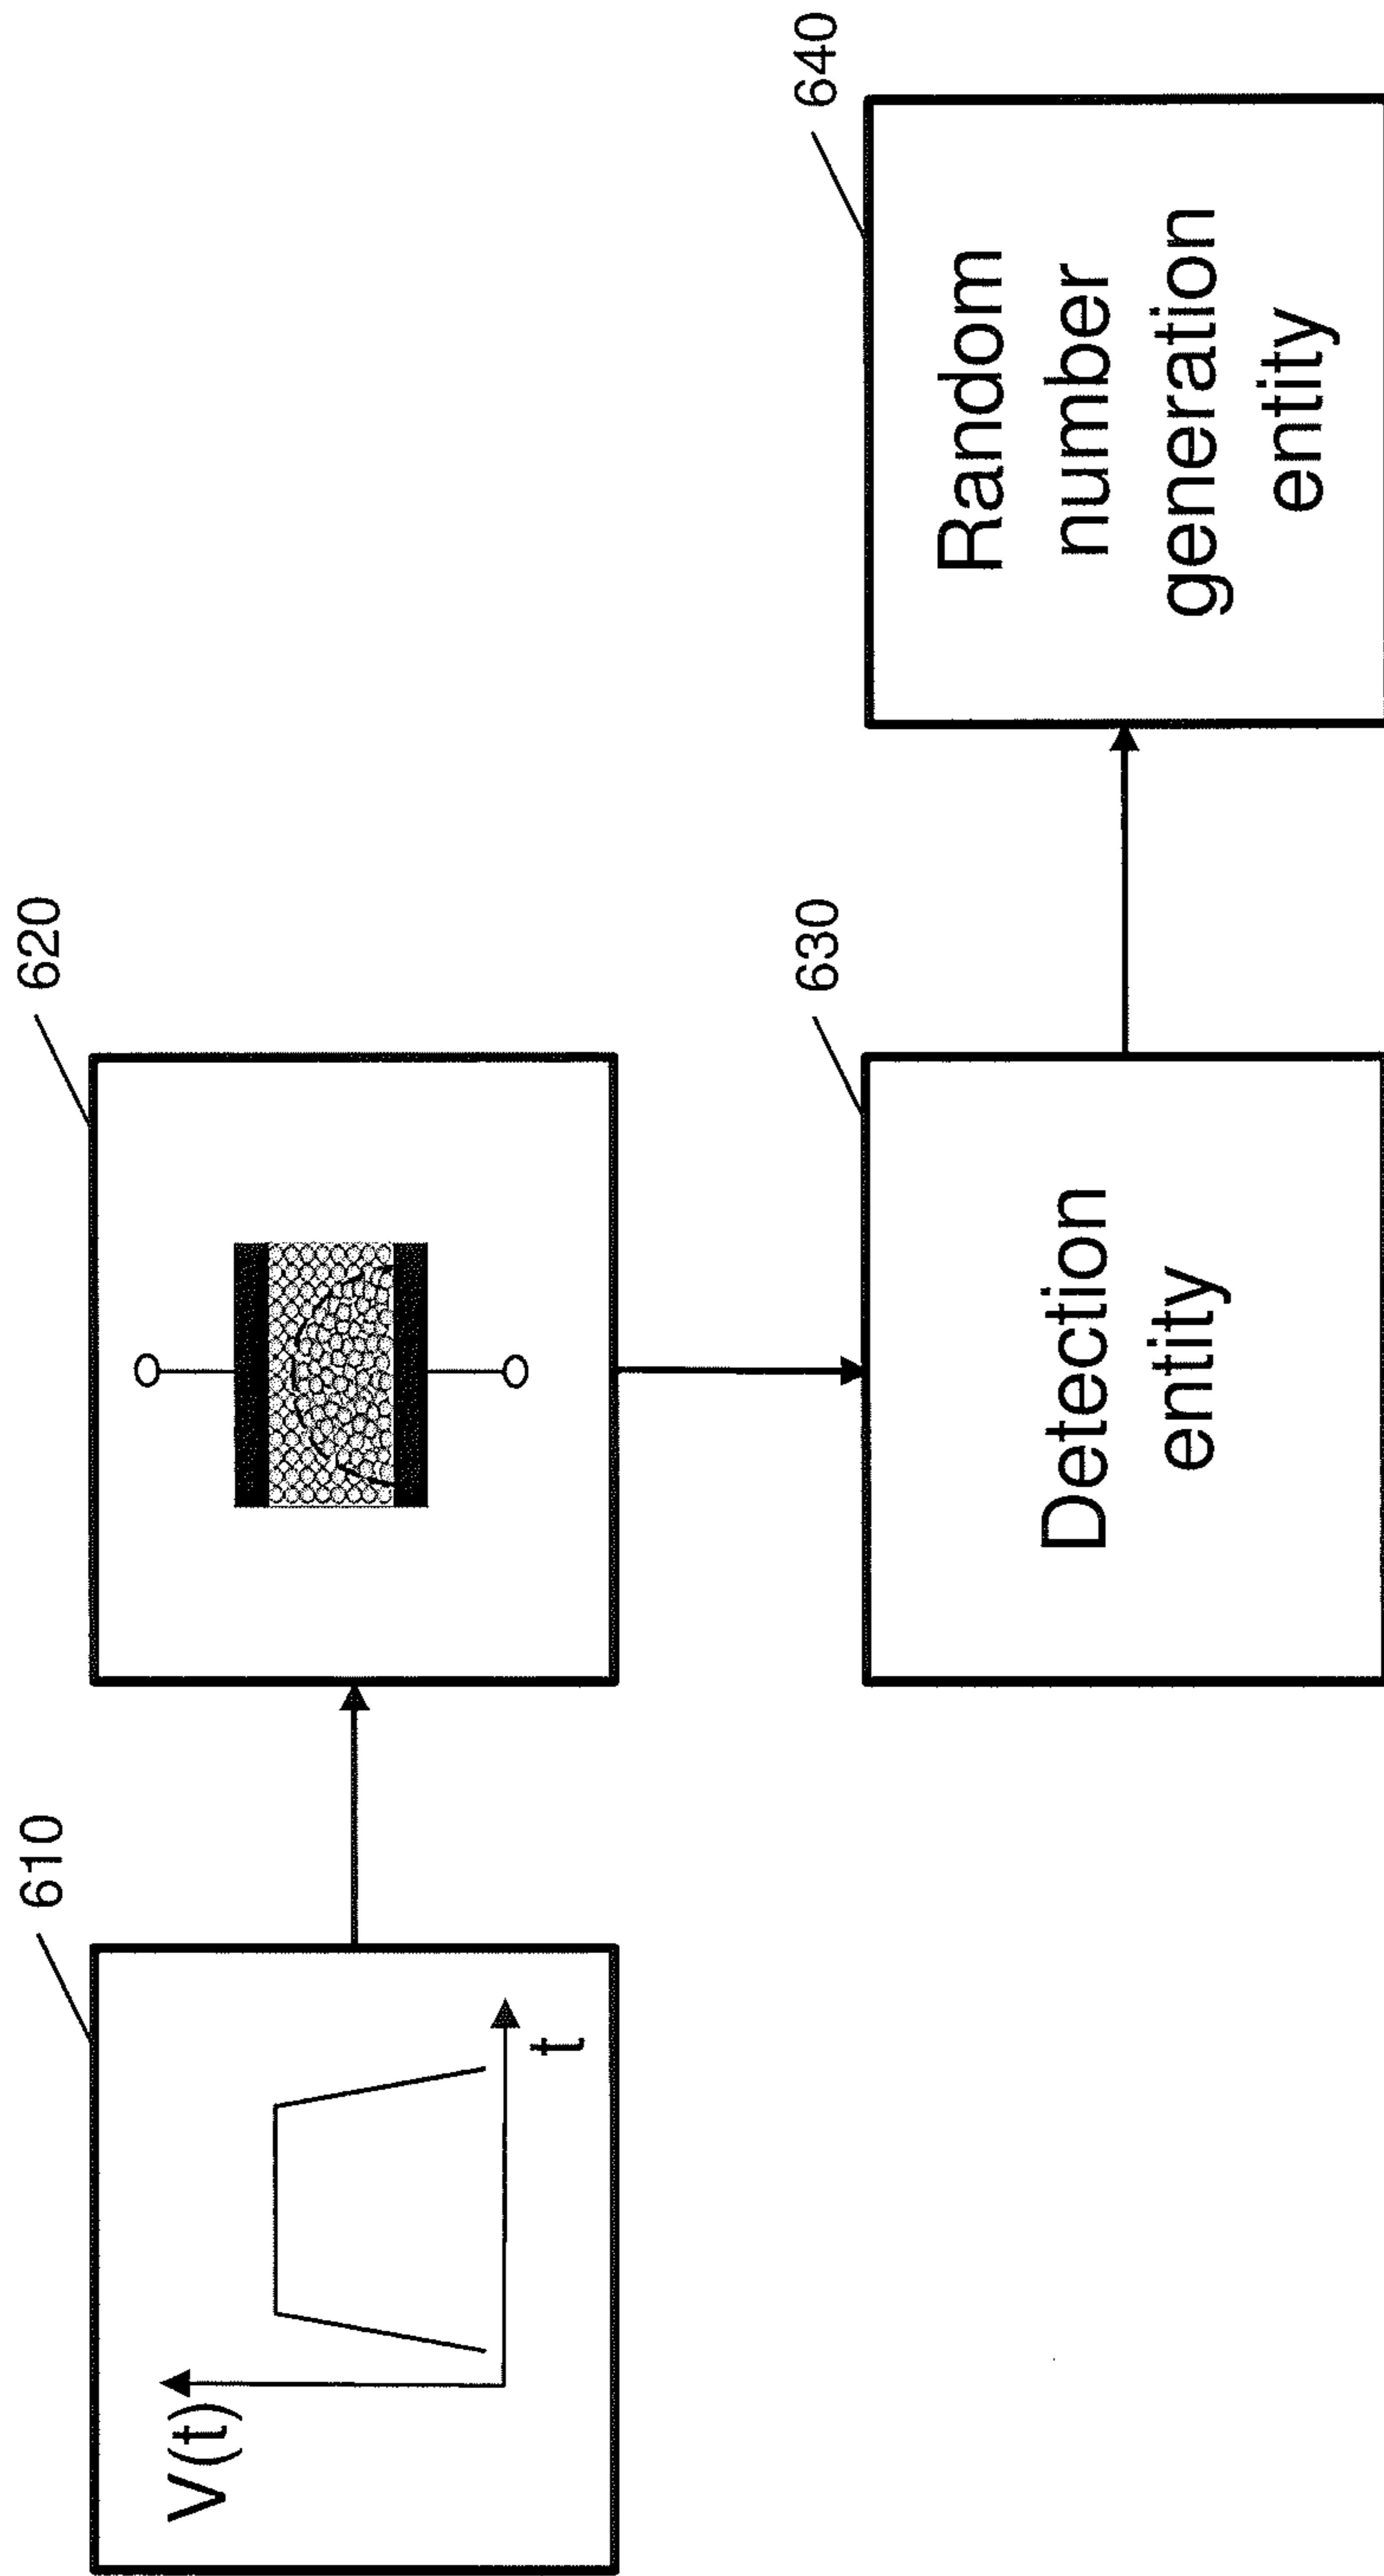 610
V(t)
t
620
630
Detection
entity
640
Random
number
generation
entity